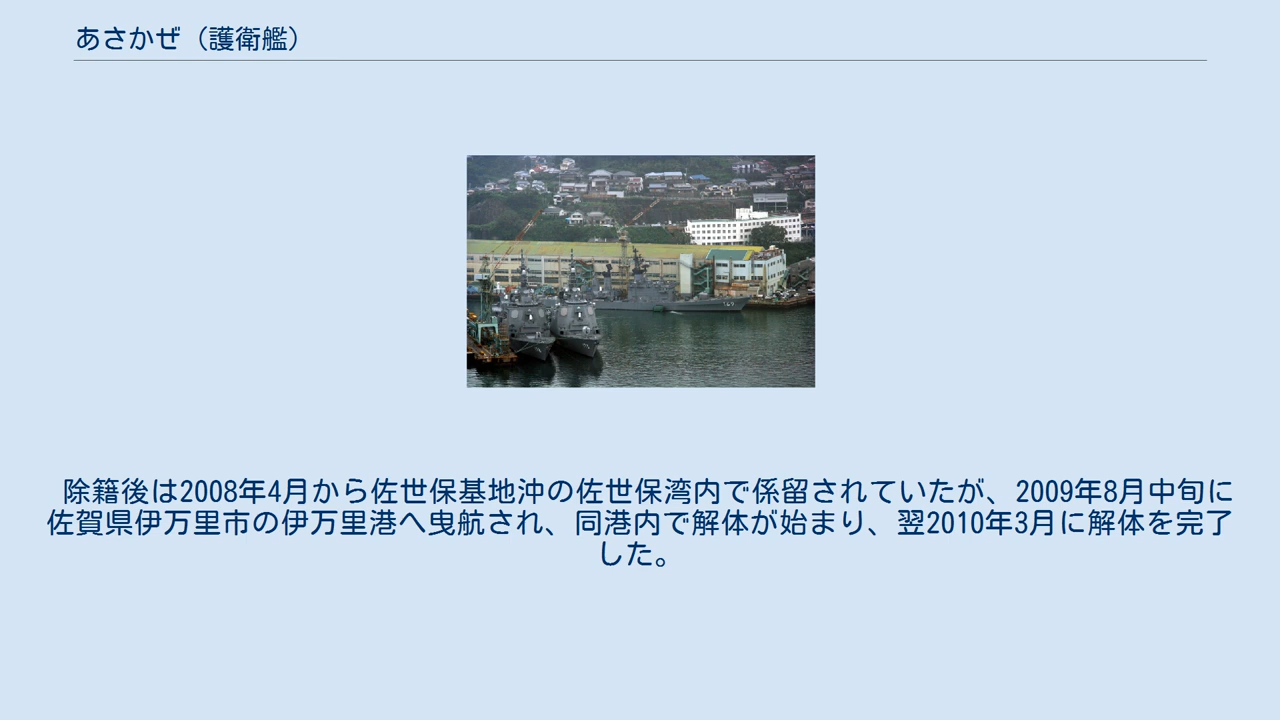 あさかぜ（護衛艦）
169
除籍後は2008年4月から佐世保基地沖の佐世保湾内で係留されていたが、2009年8月中旬に
佐賀県伊万里市の伊万里港へ曳航され、同港内で解体が始まり、翌2010年3月に解体を完了
した。